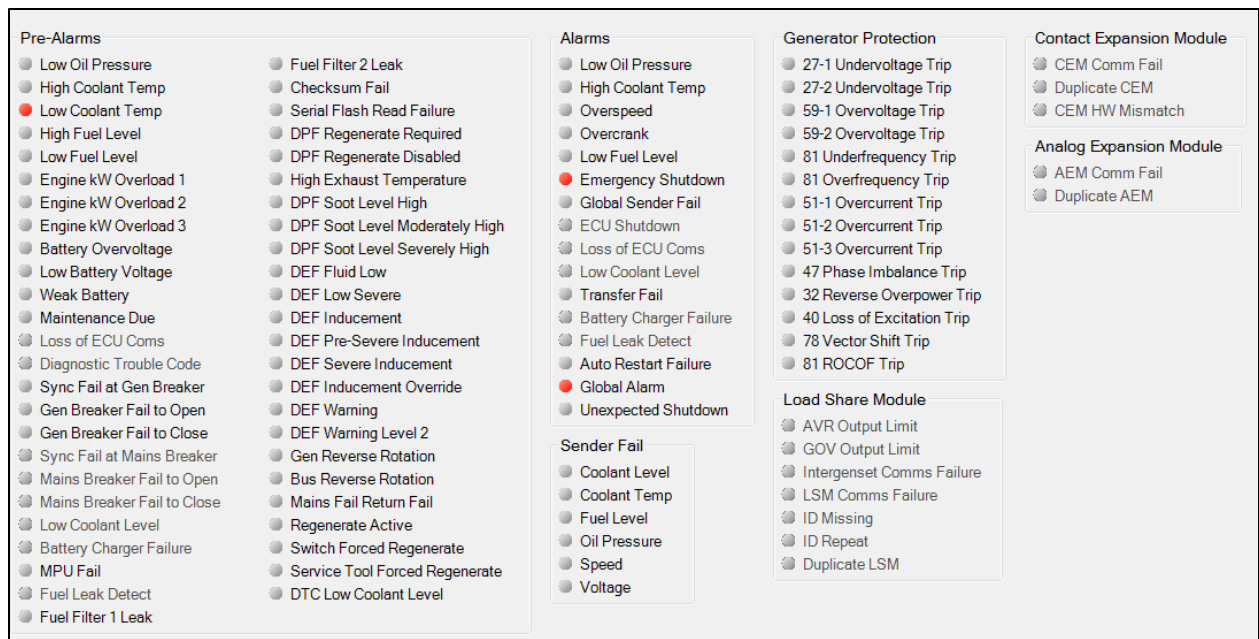 Pre-Alarms
Low Oil Pressure
High Coolant Temp
Low Coolant Temp
High Fuel Level
Low Fuel Level
Engine kW Overload 1
Engine kW Overload 2
Engine kW Overload 3
Battery Overvoltage
Low Battery Voltage
Weak Battery
Maintenance Due
Loss of ECU Coms
Diagnostic Trouble Code
Sync Fail at Gen Breaker
Gen Breaker Fail to Open
Gen Breaker Fail to Close
Sync Fail at Mains Breaker
Mains Breaker Fail to Open
Mains Breaker Fail to Close
Low Coolant Level
Battery Charger Failure
MPU Fail
Fuel Leak Detect
Fuel Filter 1 Leak
Fuel Filter 2 Leak
Checksum Fail
Serial Flash Read Failure
DPF Regenerate Required
DPF Regenerate Disabled
High Exhaust Temperature
DPF Soot Level High
DPF Soot Level Moderately High
DPF Soot Level Severely High
DEF Fluid Low
DEF Low Severe
DEF Inducement
DEF Pre-Severe Inducement
DEF Severe Inducement
DEF Inducement Override
DEF Warning
DEF Warning Level 2
Gen Reverse Rotation
Bus Reverse Rotation
Mains Fail Return Fail
Regenerate Active
Switch Forced Regenerate
Service Tool Forced Regenerate
DTC Low Coolant Level
Alarms
Low Oil Pressure
High Coolant Temp
Overspeed
Overcrank
Low Fuel Level
Emergency Shutdown
Global Sender Fail
ECU Shutdown
Loss of ECU Coms
Low Coolant Level
Transfer Fail
Battery Charger Failure
Fuel Leak Detect
Auto Restart Failure
Global Alarm
Unexpected Shutdown
Sender Fail
Coolant Level
Coolant Temp
Fuel Level
Oil Pressure
Speed
Voltage
Generator Protection
27-1 Undervoltage Trip
27-2 Undervoltage Trip
59-1 Overvoltage Trip
59-2 Overvoltage Trip
81 Underfrequency Trip
81 Overfrequency Trip
51-1 Overcurrent Trip
51-2 Overcurrent Trip
51-3 Overcurrent Trip
47 Phase Imbalance Trip
32 Reverse Overpower Trip
40 Loss of Excitation Trip
78 Vector Shift Trip
81 ROCOF Trip
Load Share Module
AVR Output Limit
GOV Output Limit
Intergenset Comms Failure
LSM Comms Failure
ID Missing
ID Repeat
Duplicate LSM
Contact Expansion Module
CEM Comm Fail
Duplicate CEM
CEM HW Mismatch
Analog Expansion Module
AEM Comm Fail
Duplicate AEM